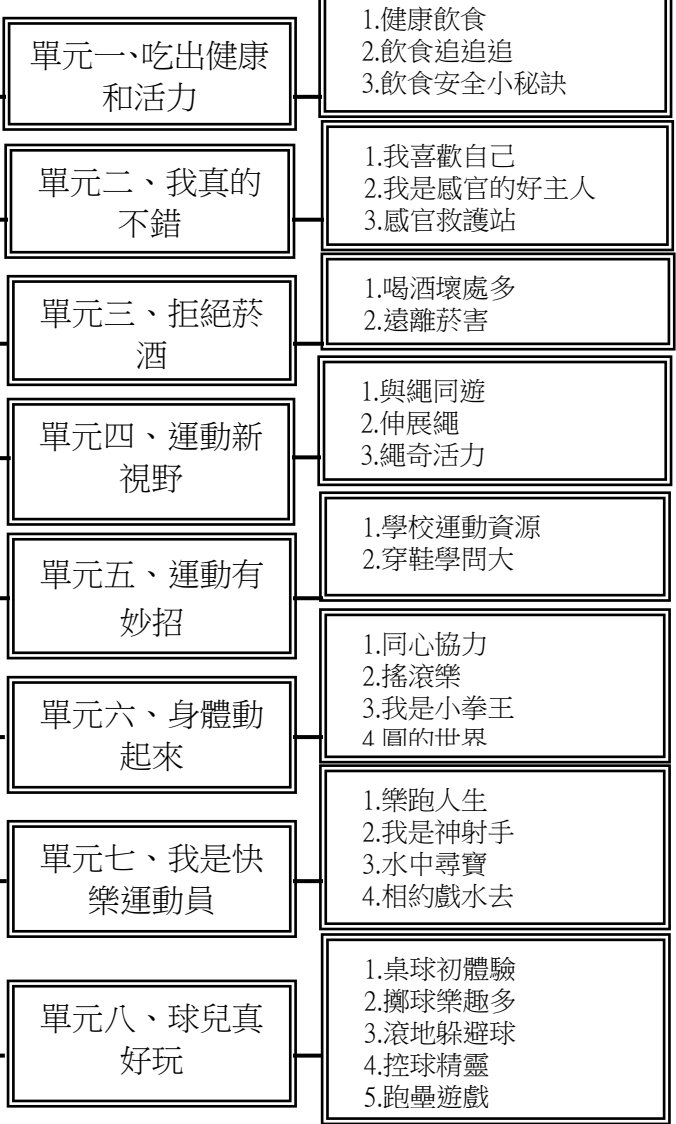 單元一、吃出健康
和活力
1.健康飲食
2.飲食追追追
3.飲食安全小秘訣
單元二、我真的
不錯
1.我喜歡自己
2.我是感官的好主人
3.感官救護站
單元三、拒絕菸
酒
1.喝酒壞處多
2.遠離菸害
單元四、運動新
視野
1.與繩同遊
2.伸展繩
3.繩奇活力
單元五、運動有
妙招
1.學校運動資源
2.穿鞋學問大
單元六、身體動
起來
1.同心協力
2.搖滾樂
3.我是小拳王
4.圓的世界
單元七、我是快
樂運動員
1.樂跑人生
2.我是神射手
3.水中尋寶
4.相約戲水去
單元八、球兒真
好玩
1.桌球初體驗
2.擲球樂趣多
3.滾地躲避球
4.控球精靈
5.跑壘遊戲